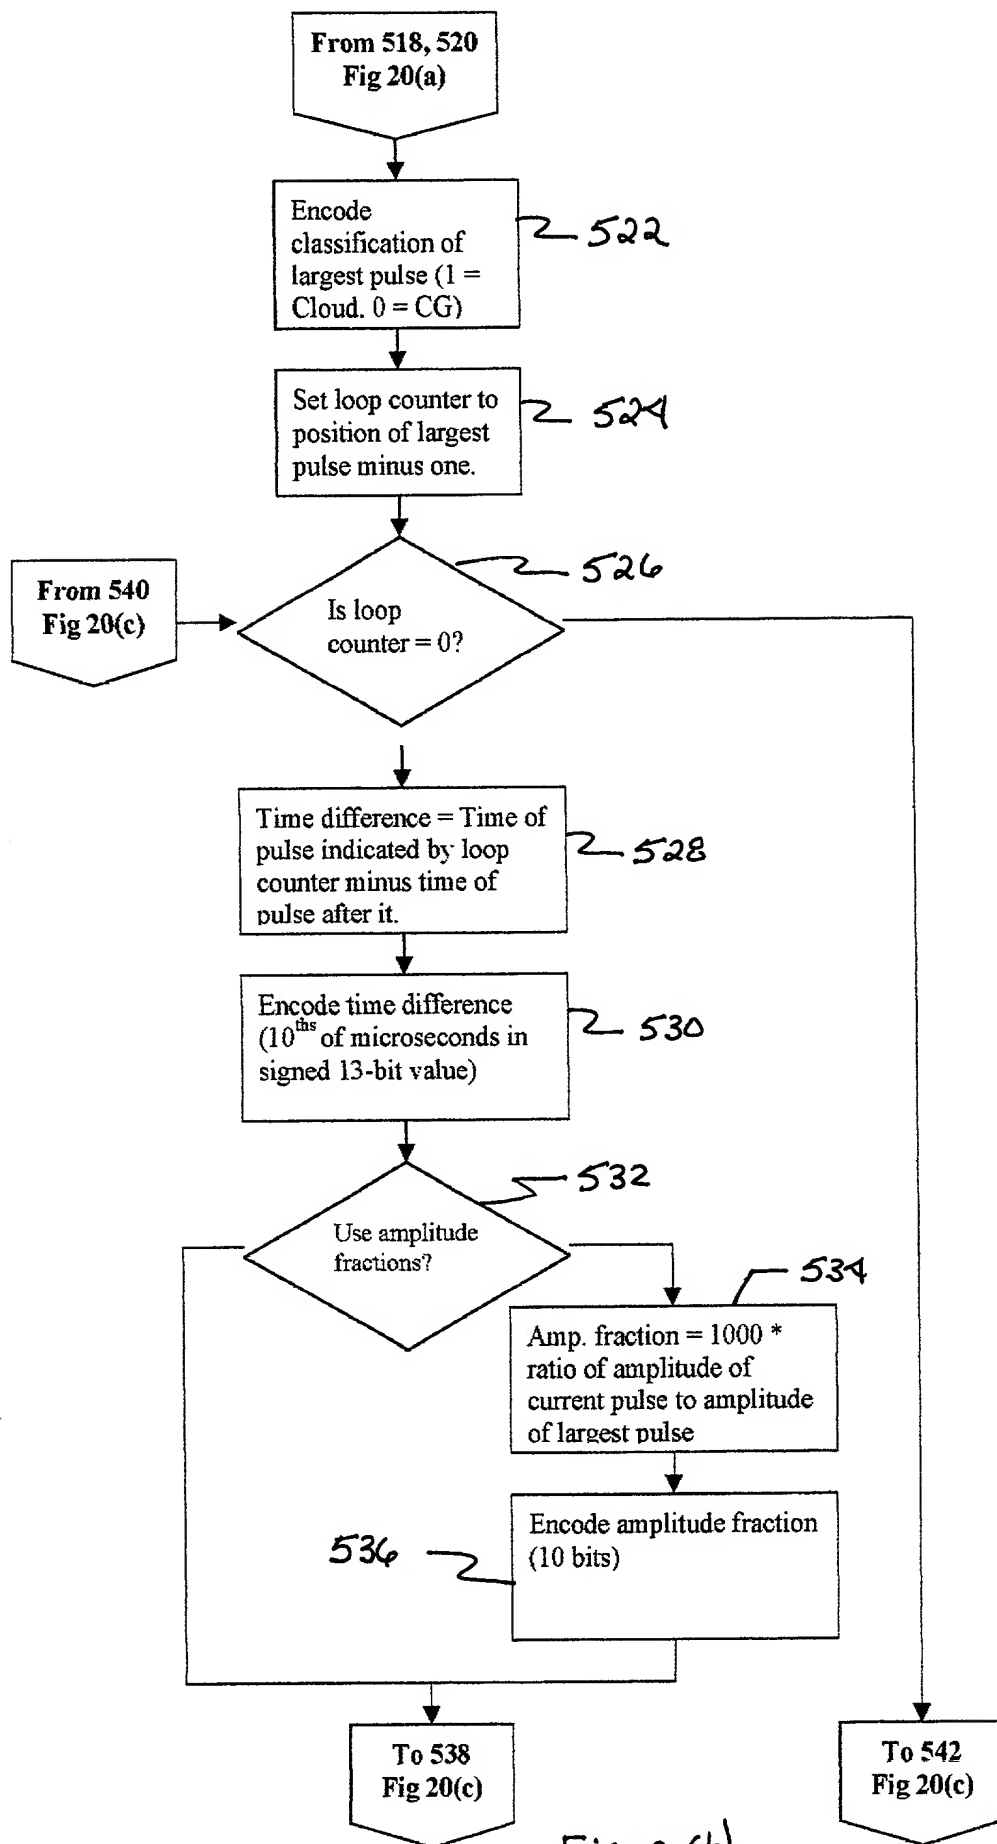 From 518, 520
Fig 20(a)
Encode
classification of
largest pulse (1 =
Cloud. 0 = CG)
522
Set loop counter to
position of largest
pulse minus one.
524
526
From 540
Fig 20(c)
Is loop
counter = 0?
Time difference = Time of
pulse indicated by loop
counter minus time of
pulse after it.
528
Encode time difference
(10ths of microseconds in
signed 13-bit value)
530
532
Use amplitude
fractions?
534
Amp. fraction = 1000 *
ratio of amplitude of
current pulse to amplitude
of largest pulse
Encode amplitude fraction
(10 bits)
536
To 538
Fig 20(c)
To 542
Fig 20(c)